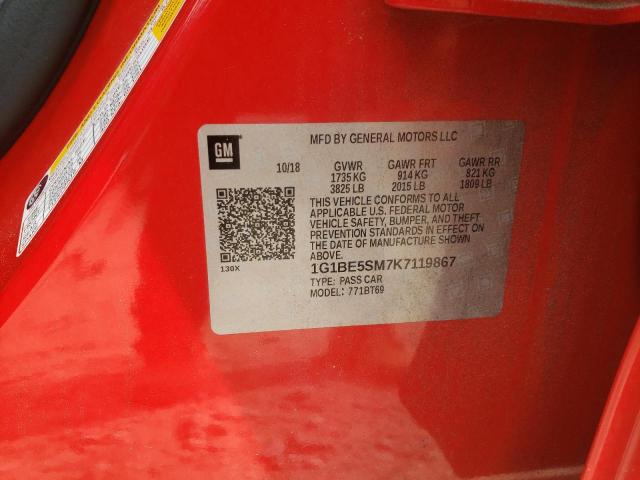 GM
MFD BY GENERAL MOTORS LLC
10/18 GVWR GAWR FRT GAWR RR
1735 KG 914 KG 821 KG
3825 LB 2015 LB 1809 LB
THIS VEHICLE CONFORMS TO ALL
APPLICABLE U.S. FEDERAL MOTOR
VEHICLE SAFETY, BUMPER, AND THEFT
PREVENTION STANDARDS IN EFFECT ON
THE DATE OF MANUFACTURE SHOWN
ABOVE.
130X
1G1BE5SM7K7119867
TYPE: PASS CAR
MODEL: 771BT69